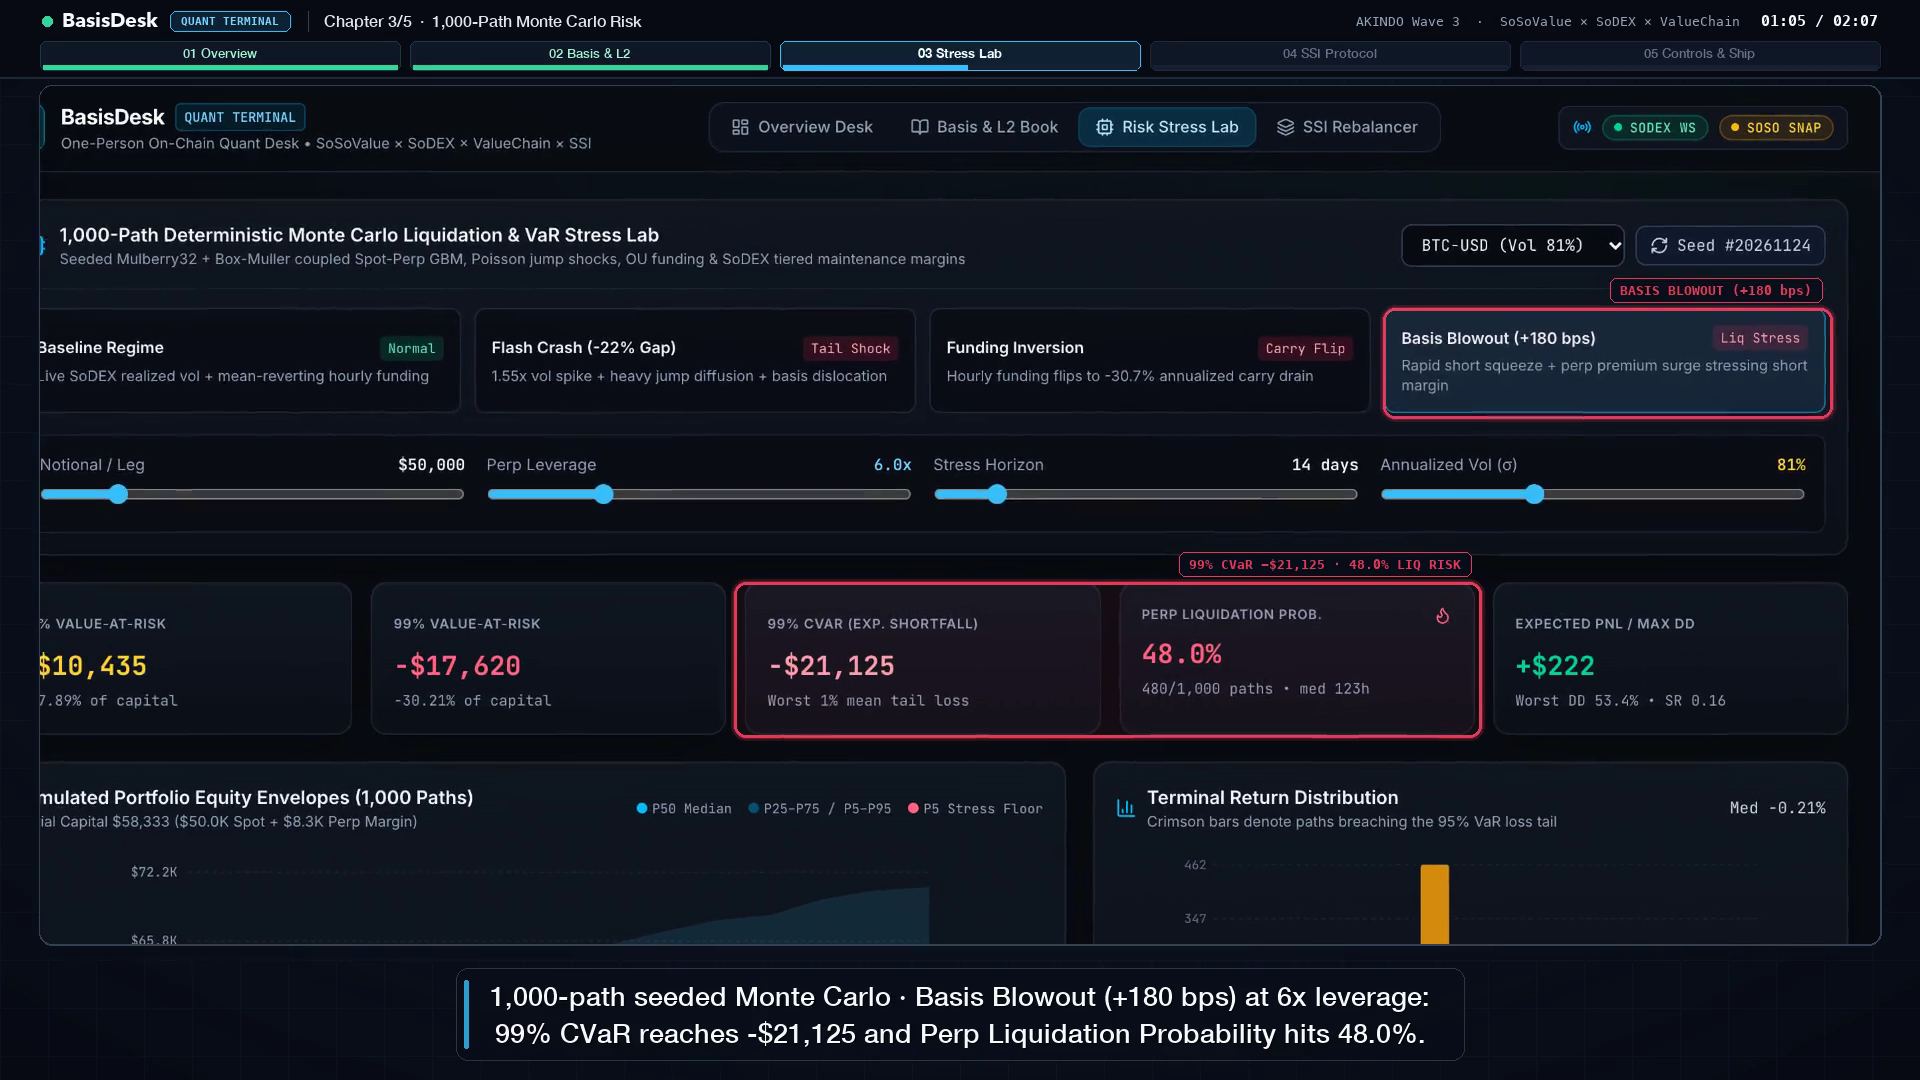 BasisDesk QUANT TERMINAL Chapter 3/5 · 1,000-Path Monte Carlo Risk
AKINDO Wave 3 · SoSoValue × SoDEX × ValueChain 01:05 / 02:07
01 Overview
02 Basis & L2
03 Stress Lab
04 SSI Protocol
05 Controls & Ship
BasisDesk QUANT TERMINAL
One-Person On-Chain Quant Desk • SoSoValue × SoDEX × ValueChain × SSI
Overview Desk
Basis & L2 Book
Risk Stress Lab
SSI Rebalancer
SODEX WS
SOSO SNAP
1,000-Path Deterministic Monte Carlo Liquidation & VaR Stress Lab
Seeded Mulberry32 + Box-Muller coupled Spot-Perp GBM, Poisson jump shocks, OU funding & SoDEX tiered maintenance margins
BTC-USD (Vol 81%)
Seed #20261124
BASIS BLOWOUT (+180 bps)
Baseline Regime
Normal
Live SoDEX realized vol + mean-reverting hourly funding
Flash Crash (-22% Gap)
Tail Shock
1.55x vol spike + heavy jump diffusion + basis dislocation
Funding Inversion
Carry Flip
Hourly funding flips to -30.7% annualized carry drain
Basis Blowout (+180 bps)
Liq Stress
Rapid short squeeze + perp premium surge stressing short
margin
Notional / Leg $50,000
Perp Leverage 6.0x
Stress Horizon 14 days
Annualized Vol (σ) 81%
99% CVaR −$21,125 · 48.0% LIQ RISK
% VALUE-AT-RISK
$10,435
7.89% of capital
99% VALUE-AT-RISK
-$17,620
-30.21% of capital
99% CVAR (EXP. SHORTFALL)
-$21,125
Worst 1% mean tail loss
PERP LIQUIDATION PROB.
48.0%
480/1,000 paths • med 123h
EXPECTED PNL / MAX DD
+$222
Worst DD 53.4% • SR 0.16
mulated Portfolio Equity Envelopes (1,000 Paths)
ial Capital $58,333 ($50.0K Spot + $8.3K Perp Margin)
P50 Median
P25–P75 / P5–P95
P5 Stress Floor
$72.2K
$65.8K
Terminal Return Distribution
Crimson bars denote paths breaching the 95% VaR loss tail
Med -0.21%
462
347
1,000-path seeded Monte Carlo · Basis Blowout (+180 bps) at 6x leverage:
99% CVaR reaches -$21,125 and Perp Liquidation Probability hits 48.0%.